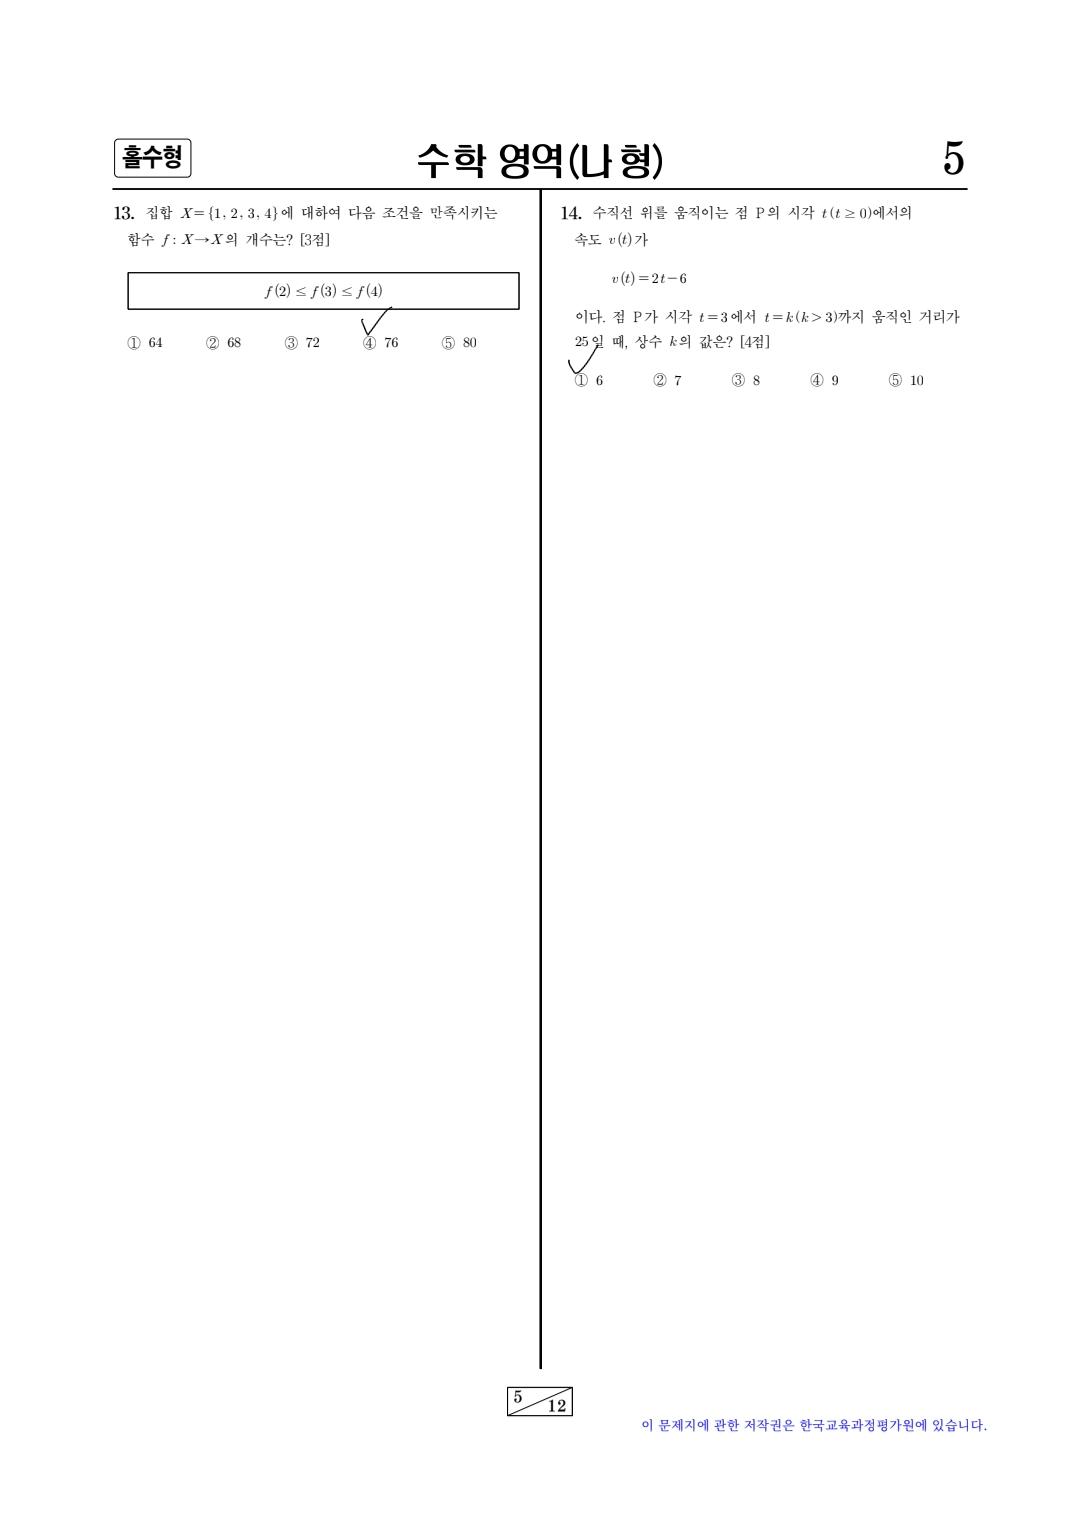 홀수형
수학 영역(나 형)
5
13. 집합 X={1, 2, 3, 4}에 대하여 다음 조건을 만족시키는
함수 f : X→X의 개수는? [3점]
f(2) ≤ f(3) ≤ f(4)
① 64 ② 68 ③ 72 ④ 76 ⑤ 80
14. 수직선 위를 움직이는 점 P의 시각 t(t ≥ 0)에서의
속도 v(t)가
v(t)=2t−6
이다. 점 P가 시각 t=3에서 t=k(k>3)까지 움직인 거리가
25일 때, 상수 k의 값은? [4점]
① 6 ② 7 ③ 8 ④ 9 ⑤ 10
5
12
이 문제지에 관한 저작권은 한국교육과정평가원에 있습니다.